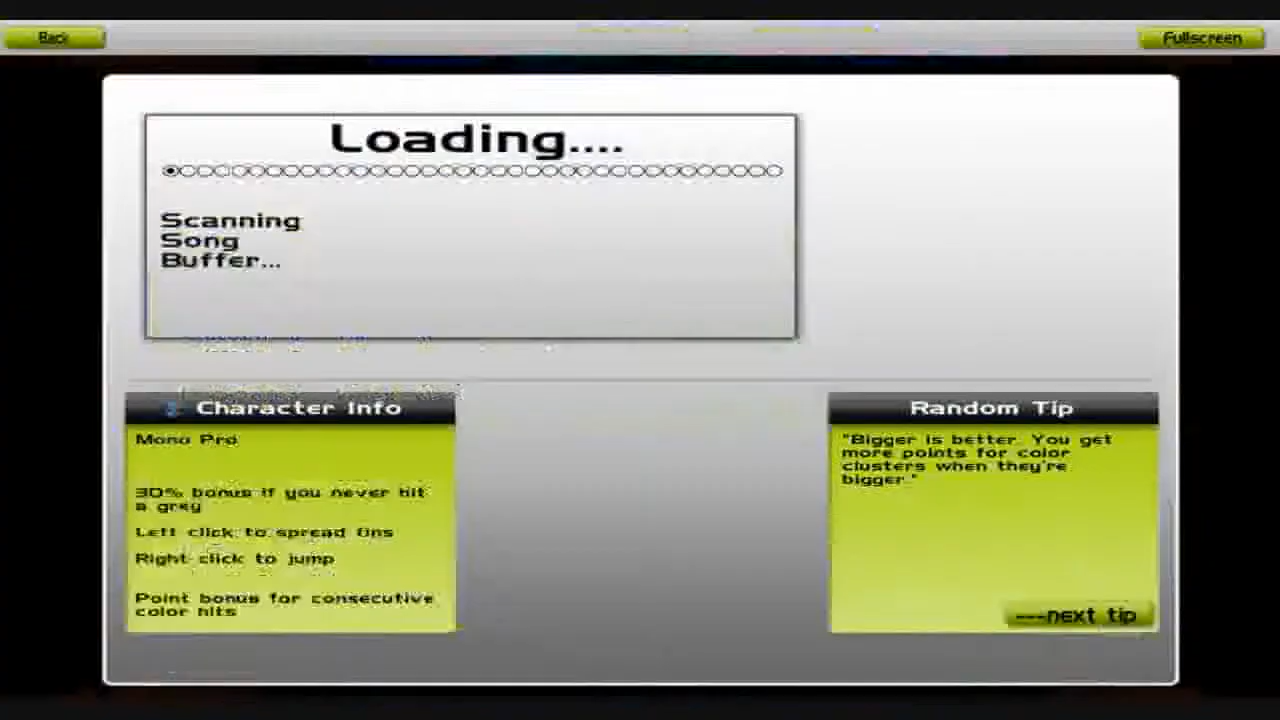 Back
Fullscreen
Loading....
Scanning
Song
Buffer...
Character Info
Mono Pro
30% bonus if you never hit
a grey
Left click to spread fins
Right click to jump
Point bonus for consecutive
color hits
Random Tip
"Bigger is better. You get
more points for color
clusters when they're
bigger."
---next tip